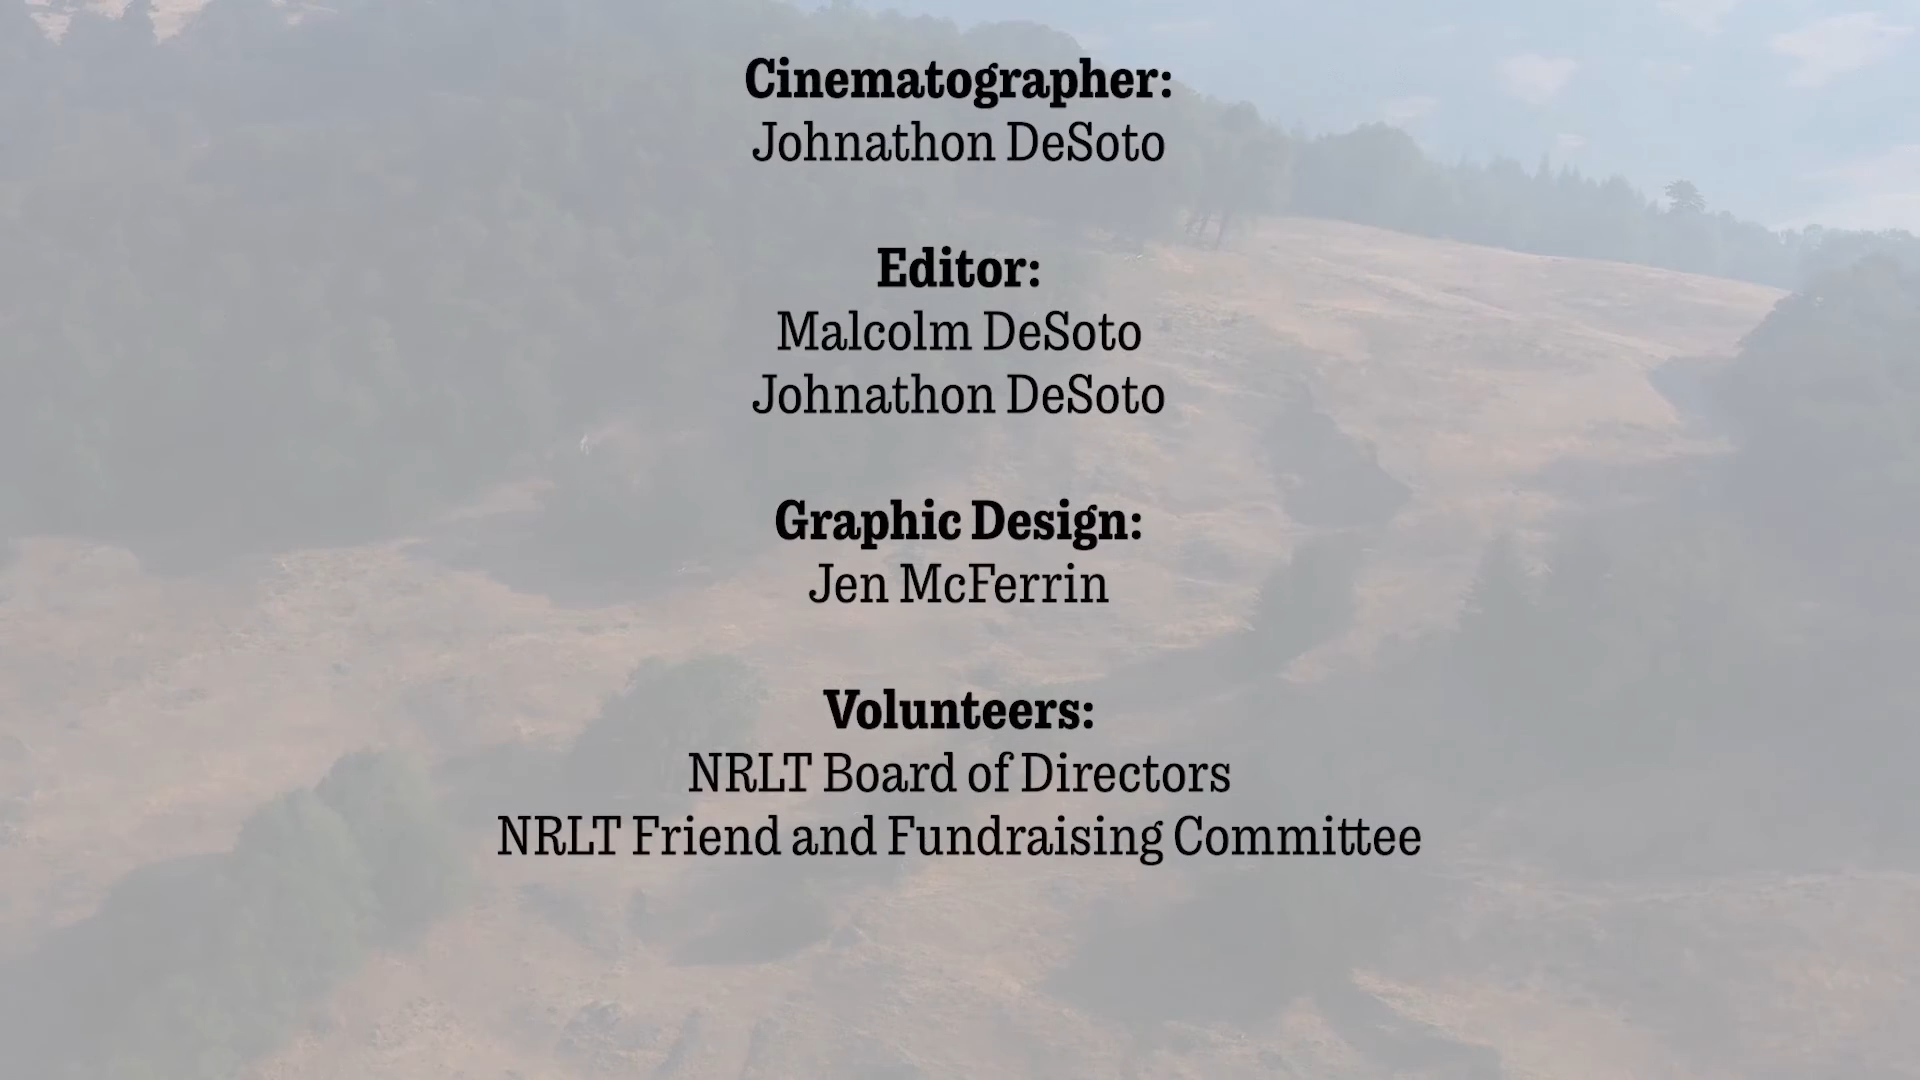 Cinematographer:
Johnathon DeSoto
Editor:
Malcolm DeSoto
Johnathon DeSoto
Graphic Design:
Jen McFerrin
Volunteers:
NRLT Board of Directors
NRLT Friend and Fundraising Committee